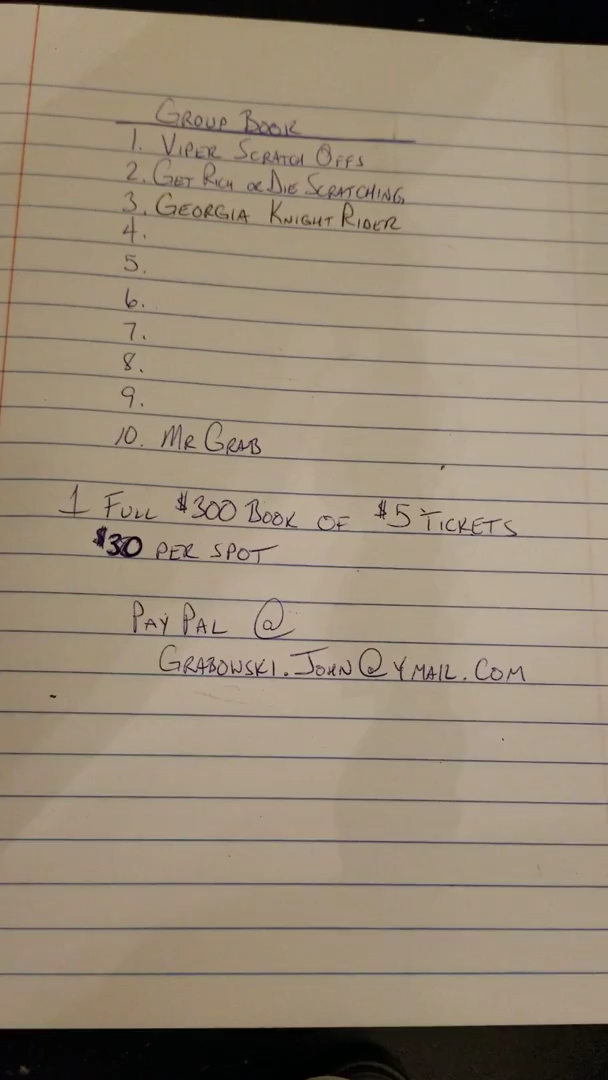 GROUP BOOK
1. VIPER SCRATCH OFFS
2. GET RICH OR DIE SCRATCHING
3. GEORGIA KNIGHT RIDER
4.
5.
6.
7.
8.
9.
10. MR GRAB
1 FULL $300 BOOK OF $5 TICKETS
$30 PER SPOT
PAYPAL @
GRABOWSKI.JOHN@YMAIL.COM